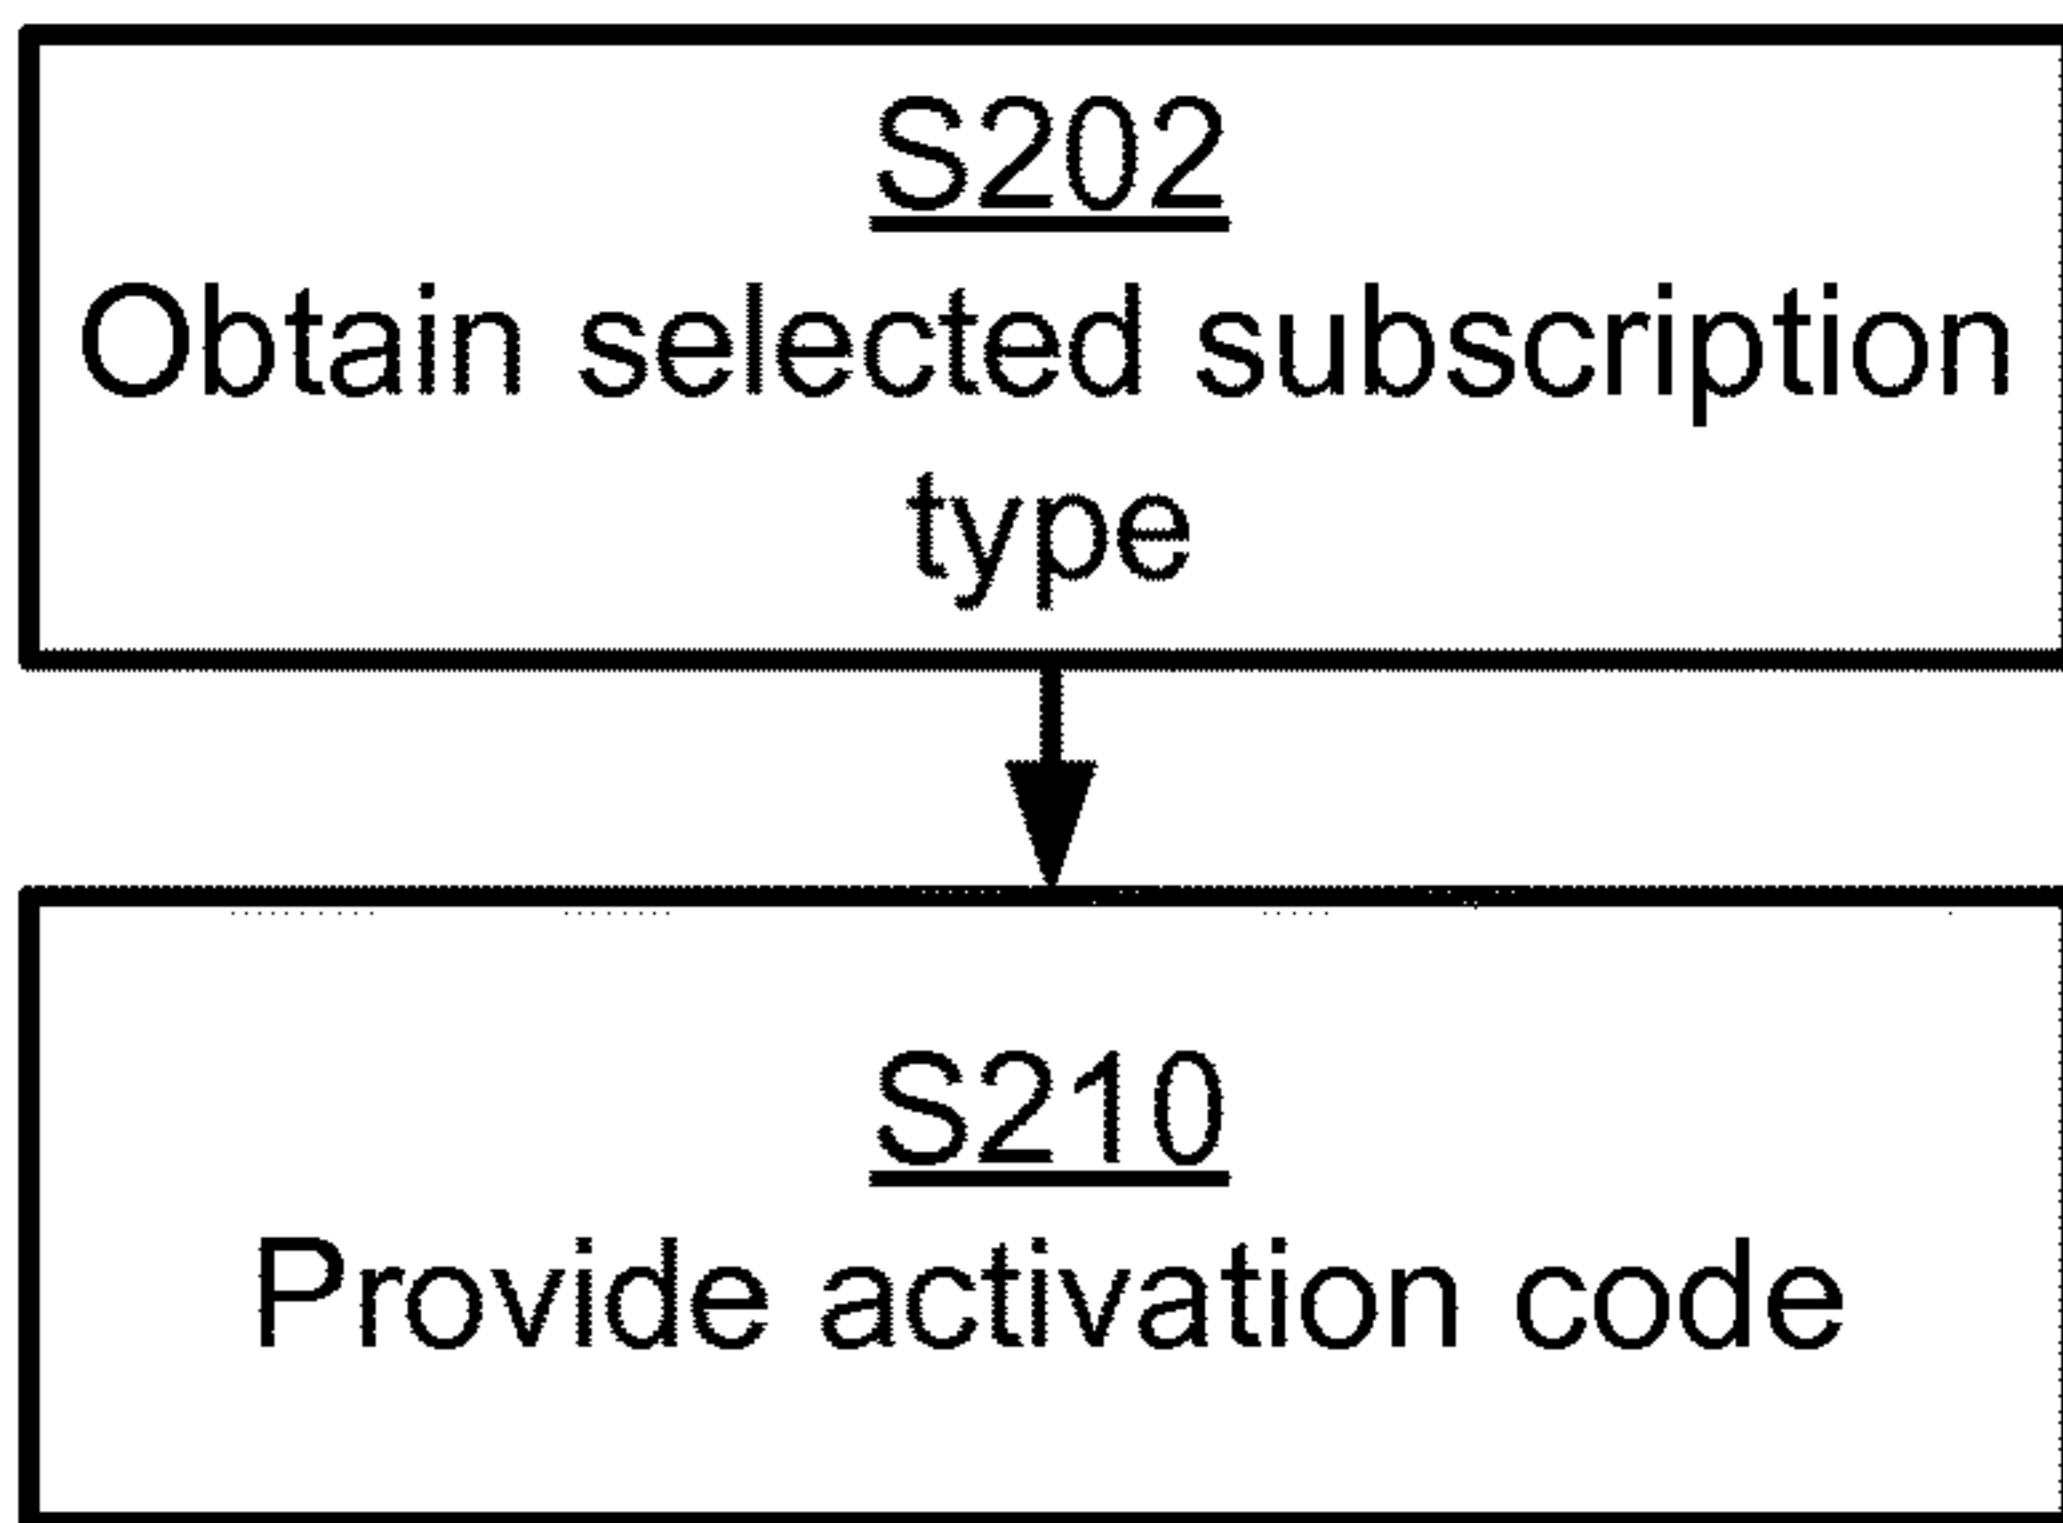 S202
Obtain selected subscription
type
S210
Provide activation code